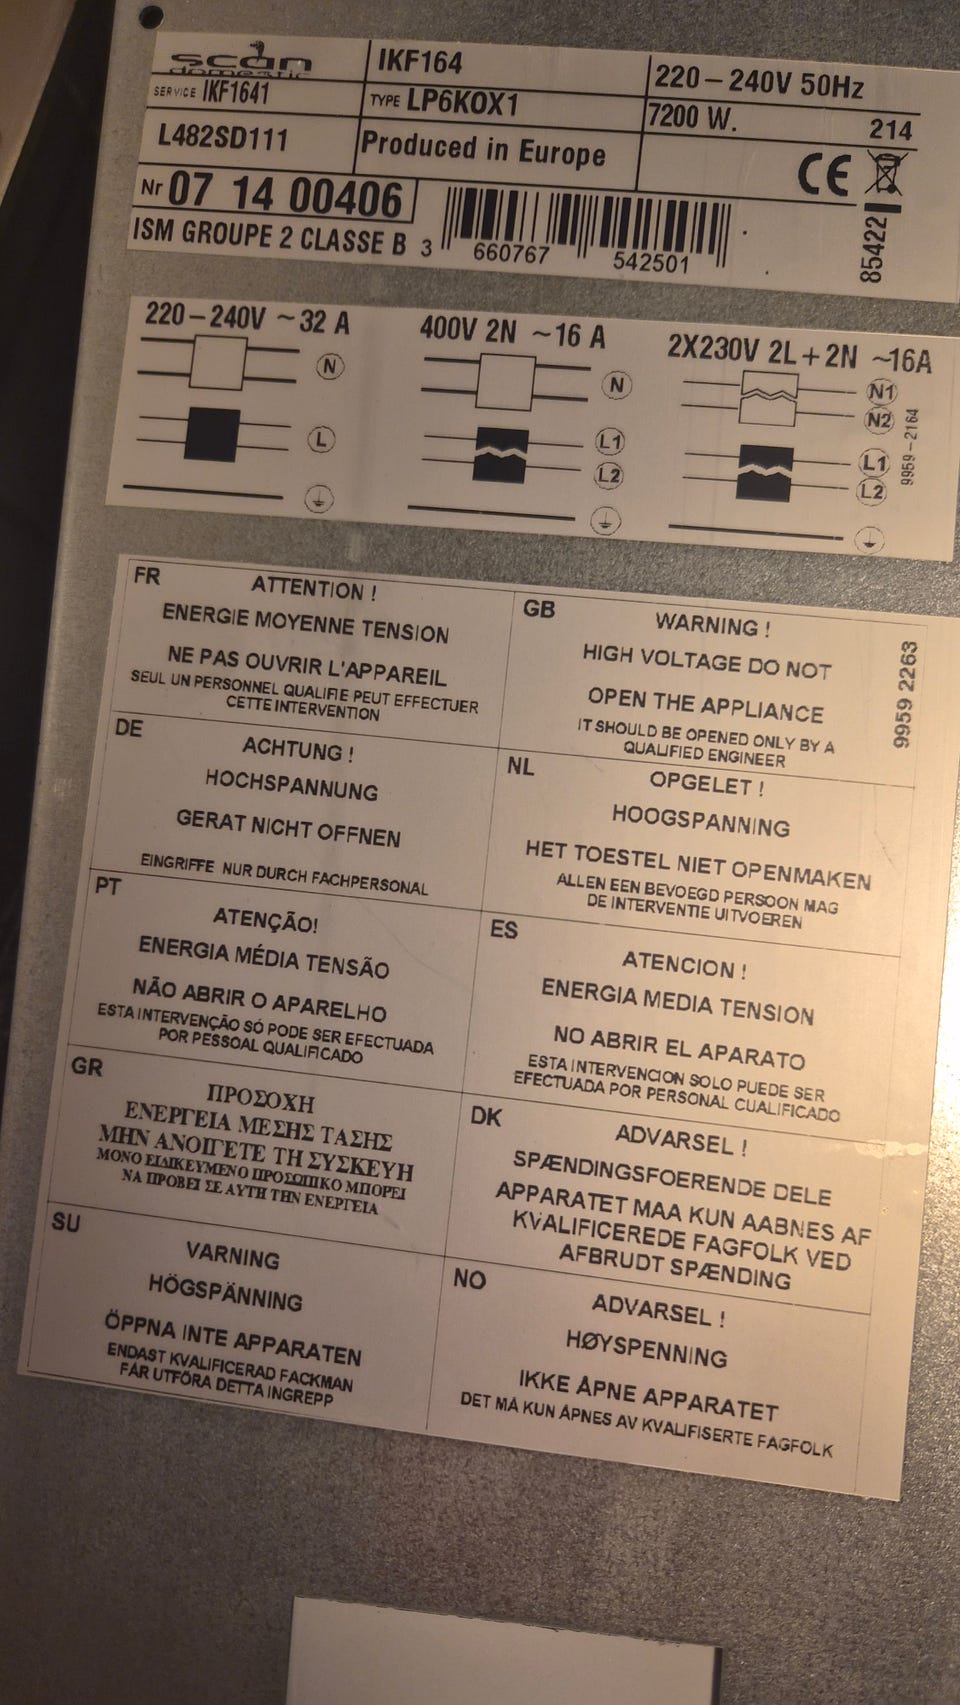 scan
domestic
IKF164
220-240V 50Hz
SERVICE IKF1641
TYPE LP6KOX1
7200 W.
214
L482SD111
Produced in Europe
CE
Nr 07 14 00406
ISM GROUPE 2 CLASSE B
3 660767 542501
85422
220-240V ~32 A
N
L
400V 2N ~16 A
N
L1
L2
2X230V 2L+2N ~16A
N1
N2
L1
L2
9959-2164
FR
ATTENTION !
ENERGIE MOYENNE TENSION
NE PAS OUVRIR L'APPAREIL
SEUL UN PERSONNEL QUALIFIE PEUT EFFECTUER
CETTE INTERVENTION
GB
WARNING !
HIGH VOLTAGE DO NOT
OPEN THE APPLIANCE
IT SHOULD BE OPENED ONLY BY A
QUALIFIED ENGINEER
9959 2263
DE
ACHTUNG !
HOCHSPANNUNG
GERAT NICHT OFFNEN
EINGRIFFE NUR DURCH FACHPERSONAL
NL
OPGELET !
HOOGSPANNING
HET TOESTEL NIET OPENMAKEN
ALLEN EEN BEVOEGD PERSOON MAG
DE INTERVENTIE UITVOEREN
PT
ATENÇÃO!
ENERGIA MÉDIA TENSÃO
NÃO ABRIR O APARELHO
ESTA INTERVENÇÃO SÓ PODE SER EFECTUADA
POR PESSOAL QUALIFICADO
ES
ATENCION !
ENERGIA MEDIA TENSION
NO ABRIR EL APARATO
ESTA INTERVENCION SOLO PUEDE SER
EFECTUADA POR PERSONAL CUALIFICADO
GR
ΠΡΟΣΟΧΗ
ΕΝΕΡΓΕΙΑ ΜΕΣΗΣ ΤΑΣΗΣ
ΜΗΝ ΑΝΟΙΓΕΤΕ ΤΗ ΣΥΣΚΕΥΗ
ΜΟΝΟ ΕΙΔΙΚΕΥΜΕΝΟ ΠΡΟΣΩΠΙΚΟ ΜΠΟΡΕΙ
ΝΑ ΠΡΟΒΕΙ ΣΕ ΑΥΤΗ ΤΗΝ ΕΝΕΡΓΕΙΑ
DK
ADVARSEL !
SPÆNDINGSFOERENDE DELE
APPARATET MAA KUN AABNES AF
KVALIFICEREDE FAGFOLK VED
AFBRUDT SPÆNDING
SU
VARNING
HÖGSPÄNNING
ÖPPNA INTE APPARATEN
ENDAST KVALIFICERAD FACKMAN
FÅR UTFÖRA DETTA INGREPP
NO
ADVARSEL !
HØYSPENNING
IKKE ÅPNE APPARATET
DET MÅ KUN ÅPNES AV KVALIFISERTE FAGFOLK